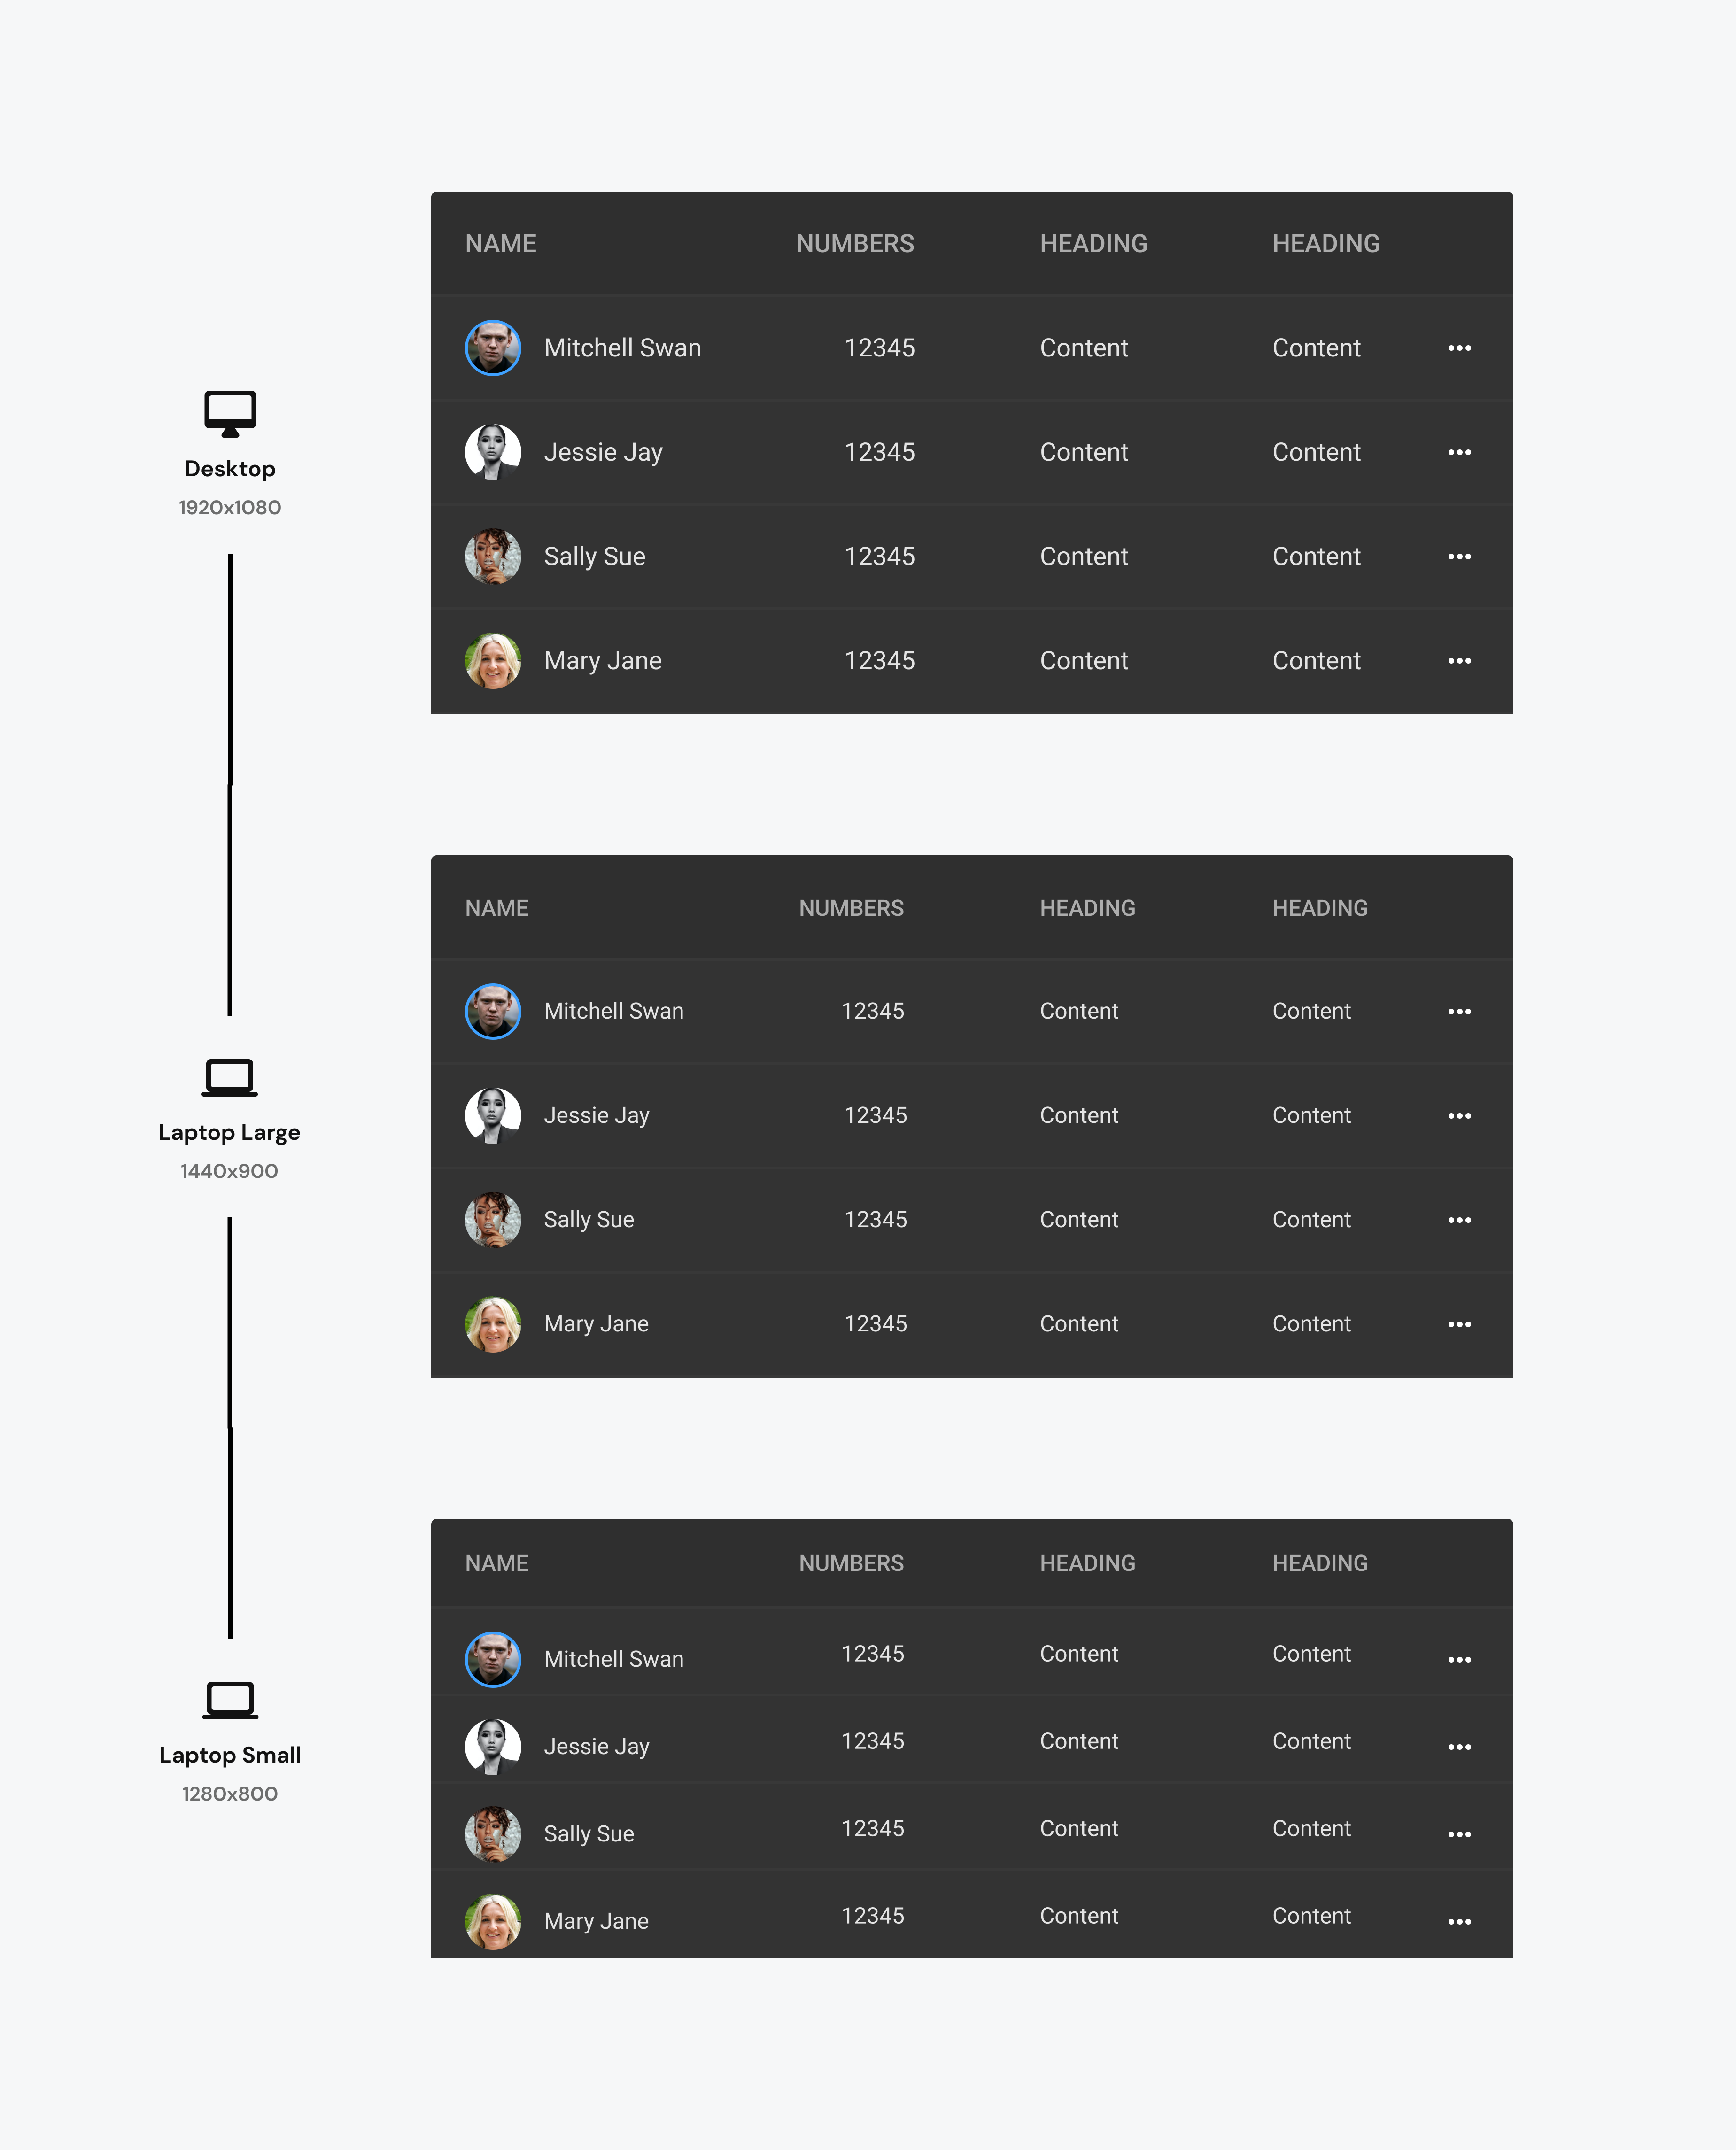 NAME NUMBERS HEADING HEADING
Mitchell Swan 12345 Content Content
Jessie Jay 12345 Content Content
Sally Sue 12345 Content Content
Mary Jane 12345 Content Content
Desktop
1920x1080
NAME NUMBERS HEADING HEADING
Mitchell Swan 12345 Content Content
Jessie Jay 12345 Content Content
Sally Sue 12345 Content Content
Mary Jane 12345 Content Content
Laptop Large
1440x900
NAME NUMBERS HEADING HEADING
Mitchell Swan 12345 Content Content
Jessie Jay 12345 Content Content
Sally Sue 12345 Content Content
Mary Jane 12345 Content Content
Laptop Small
1280x800